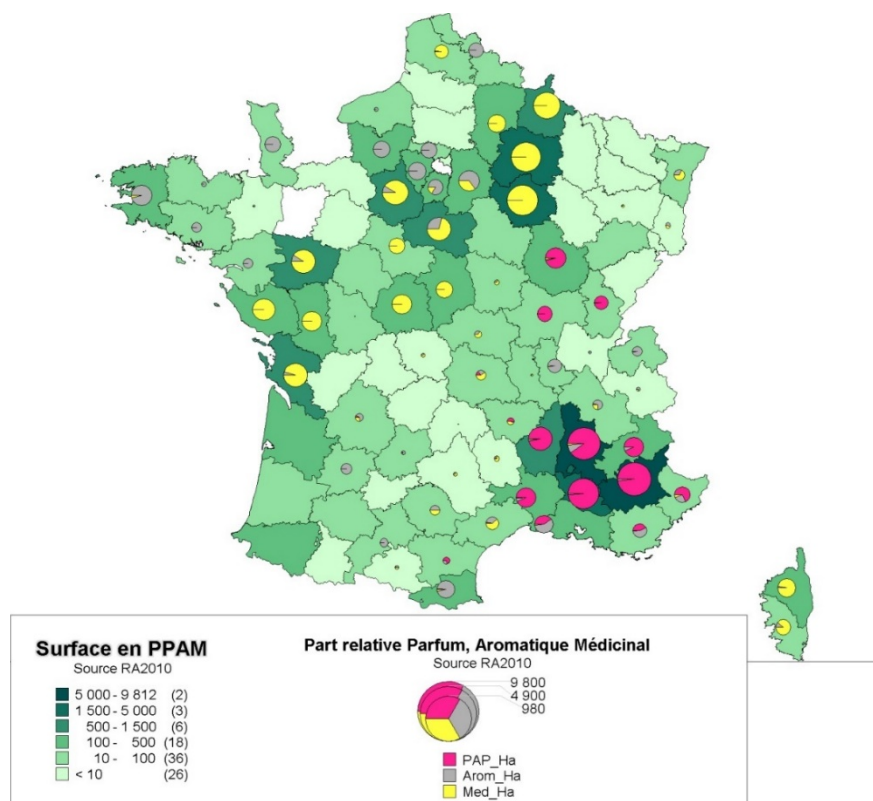 Surface en PPAM
Source RA2010
5 000 - 9 812 (2)
1 500 - 5 000 (3)
500 - 1 500 (6)
100 - 500 (18)
10 - 100 (36)
< 10 (26)
Part relative Parfum, Aromatique Médicinal
Source RA2010
9 800
4 900
980
PAP_Ha
Arom_Ha
Med_Ha